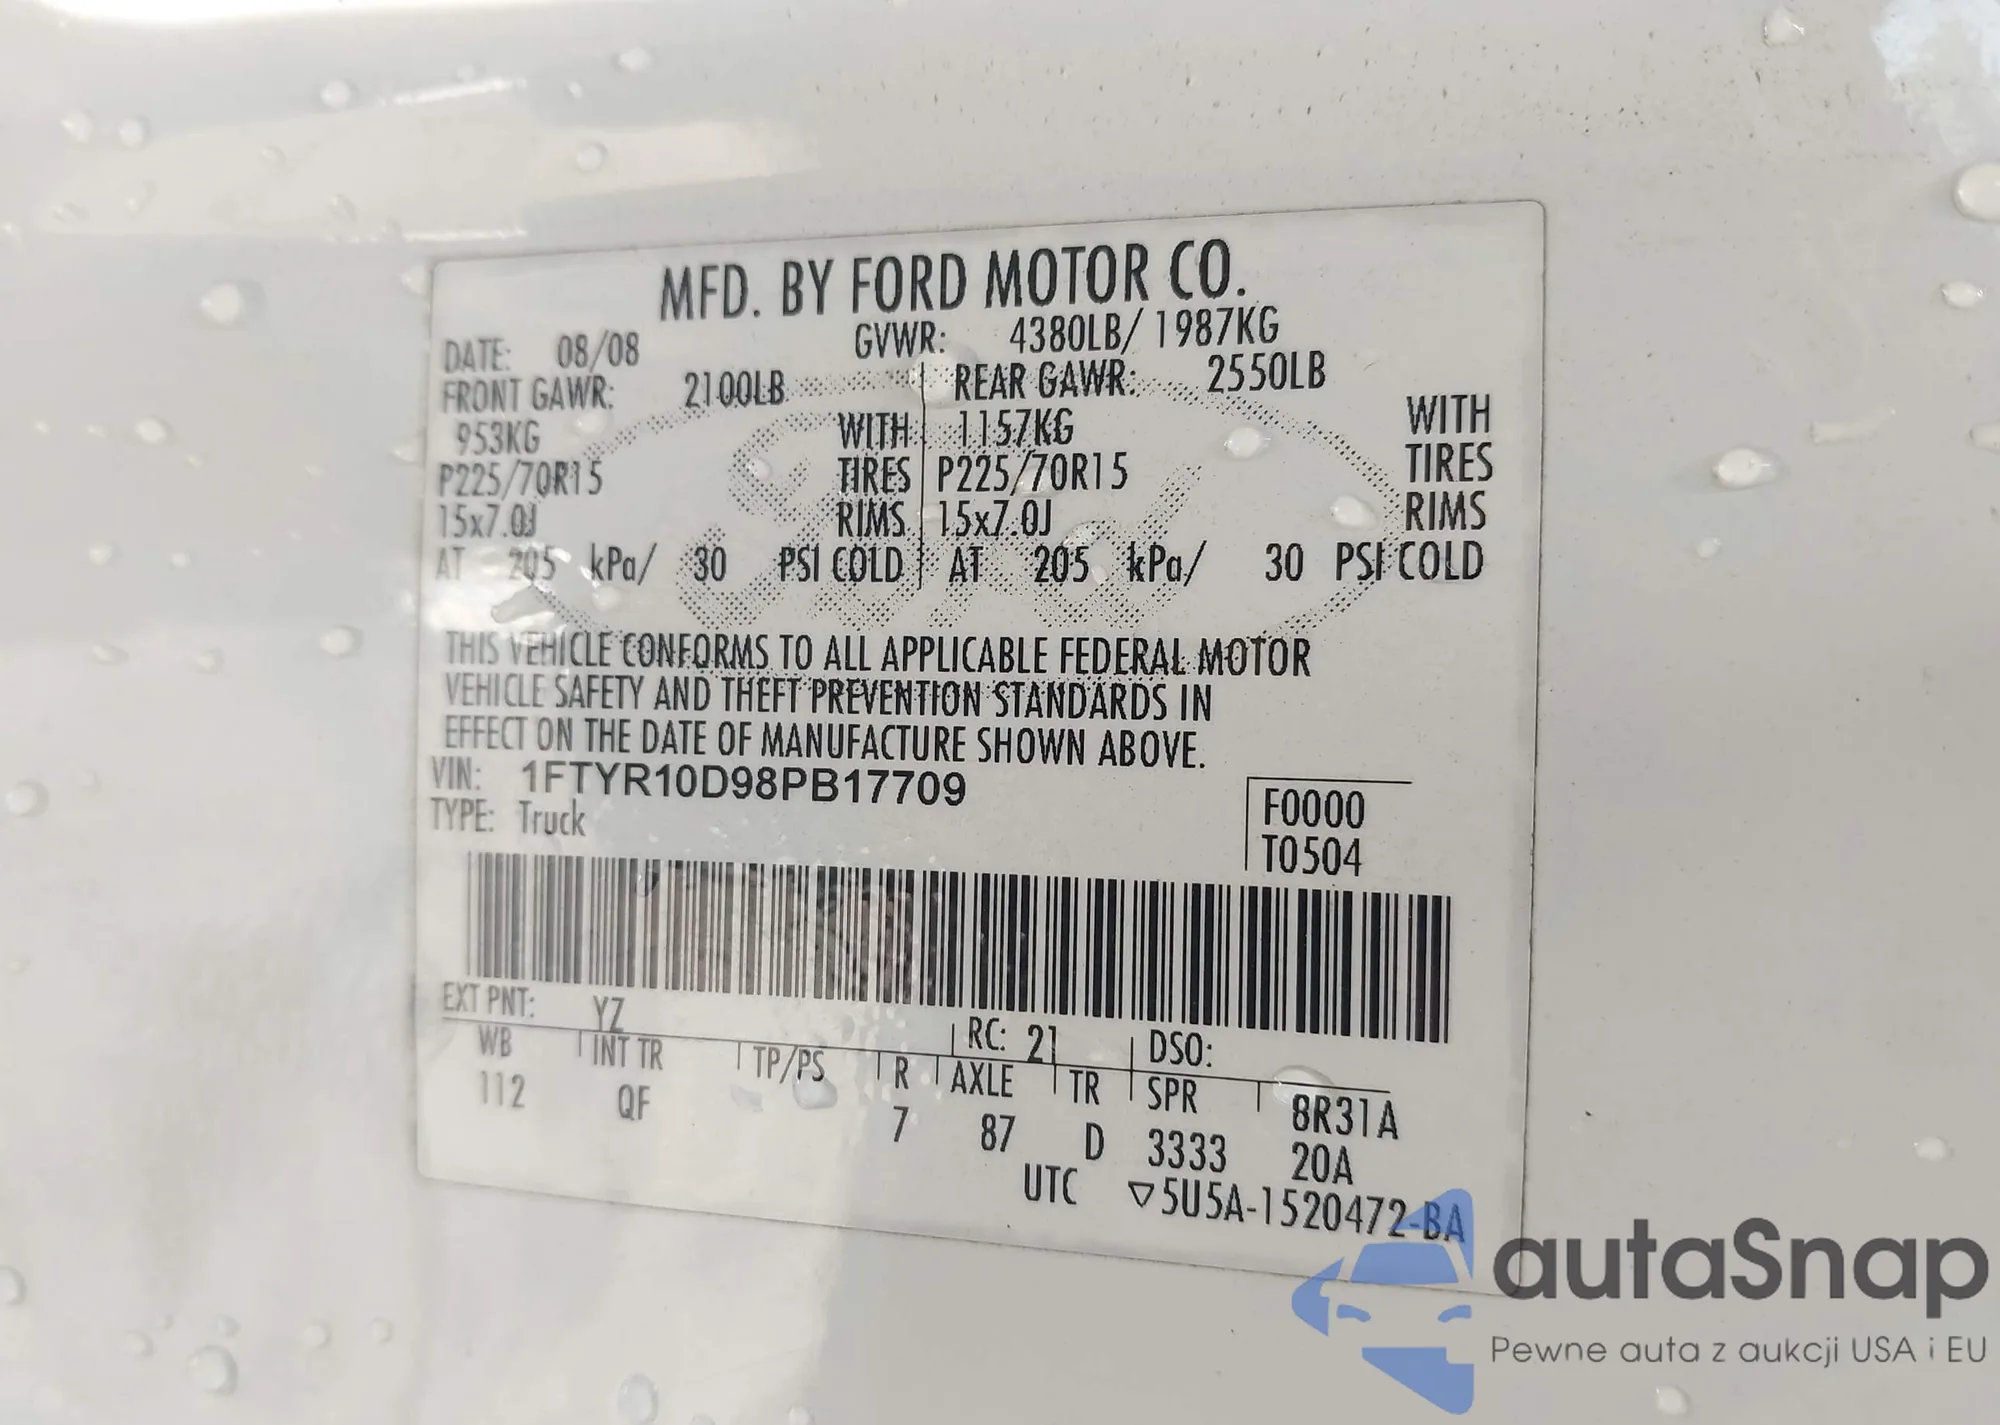 MFD. BY FORD MOTOR CO.
DATE: 08/08 GVWR: 4380LB/ 1987KG
FRONT GAWR: 2100LB REAR GAWR: 2550LB
953KG WITH 1157KG WITH
P225/70R15 TIRES P225/70R15 TIRES
15x7.0J RIMS 15x7.0J RIMS
AT 205 kPa/ 30 PSI COLD AT 205 kPa/ 30 PSI COLD
Ford
THIS VEHICLE CONFORMS TO ALL APPLICABLE FEDERAL MOTOR
VEHICLE SAFETY AND THEFT PREVENTION STANDARDS IN
EFFECT ON THE DATE OF MANUFACTURE SHOWN ABOVE.
VIN: 1FTYR10D98PB17709
TYPE: Truck
F0000
T0504
EXT PNT: YZ RC: 21 DSO:
WB INT TR TP/PS R AXLE TR SPR 8R31A
112 QF 7 87 D 3333 20A
UTC ▽5U5A-1520472-BA
autaSnap
Pewne auta z aukcji USA i EU